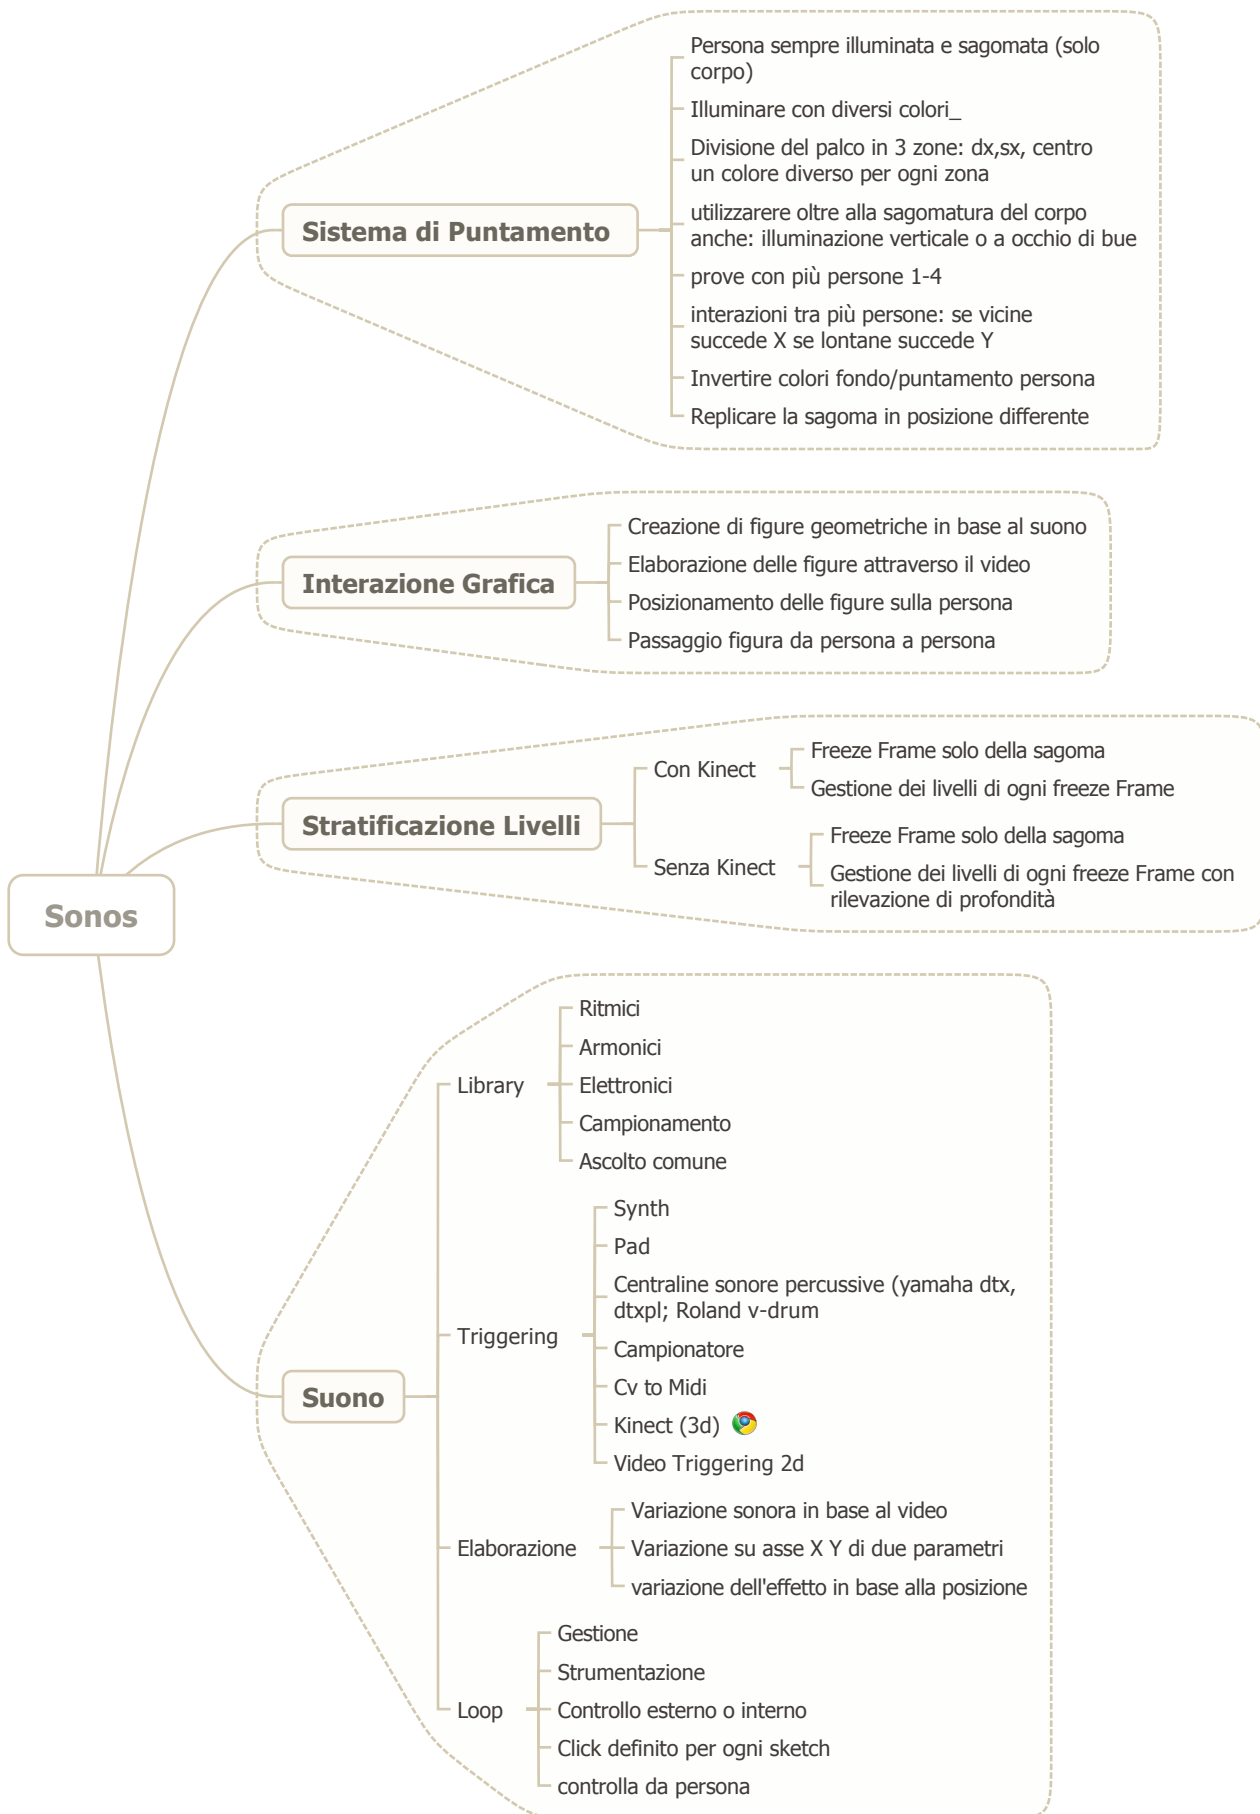 Persona sempre illuminata e sagomata (solo
corpo)
Illuminare con diversi colori_
Divisione del palco in 3 zone: dx,sx, centro
un colore diverso per ogni zona
Sistema di Puntamento
utilizzarere oltre alla sagomatura del corpo
anche: illuminazione verticale o a occhio di bue
prove con più persone 1-4
interazioni tra più persone: se vicine
succede X se lontane succede Y
Invertire colori fondo/puntamento persona
Replicare la sagoma in posizione differente
Interazione Grafica
Creazione di figure geometriche in base al suono
Elaborazione delle figure attraverso il video
Posizionamento delle figure sulla persona
Passaggio figura da persona a persona
Stratificazione Livelli
Con Kinect
Freeze Frame solo della sagoma
Gestione dei livelli di ogni freeze Frame
Senza Kinect
Freeze Frame solo della sagoma
Gestione dei livelli di ogni freeze Frame con
rilevazione di profondità
Sonos
Suono
Library
Ritmici
Armonici
Elettronici
Campionamento
Ascolto comune
Triggering
Synth
Pad
Centraline sonore percussive (yamaha dtx,
dtxpl; Roland v-drum
Campionatore
Cv to Midi
Kinect (3d)
Video Triggering 2d
Elaborazione
Variazione sonora in base al video
Variazione su asse X Y di due parametri
variazione dell'effetto in base alla posizione
Loop
Gestione
Strumentazione
Controllo esterno o interno
Click definito per ogni sketch
controlla da persona